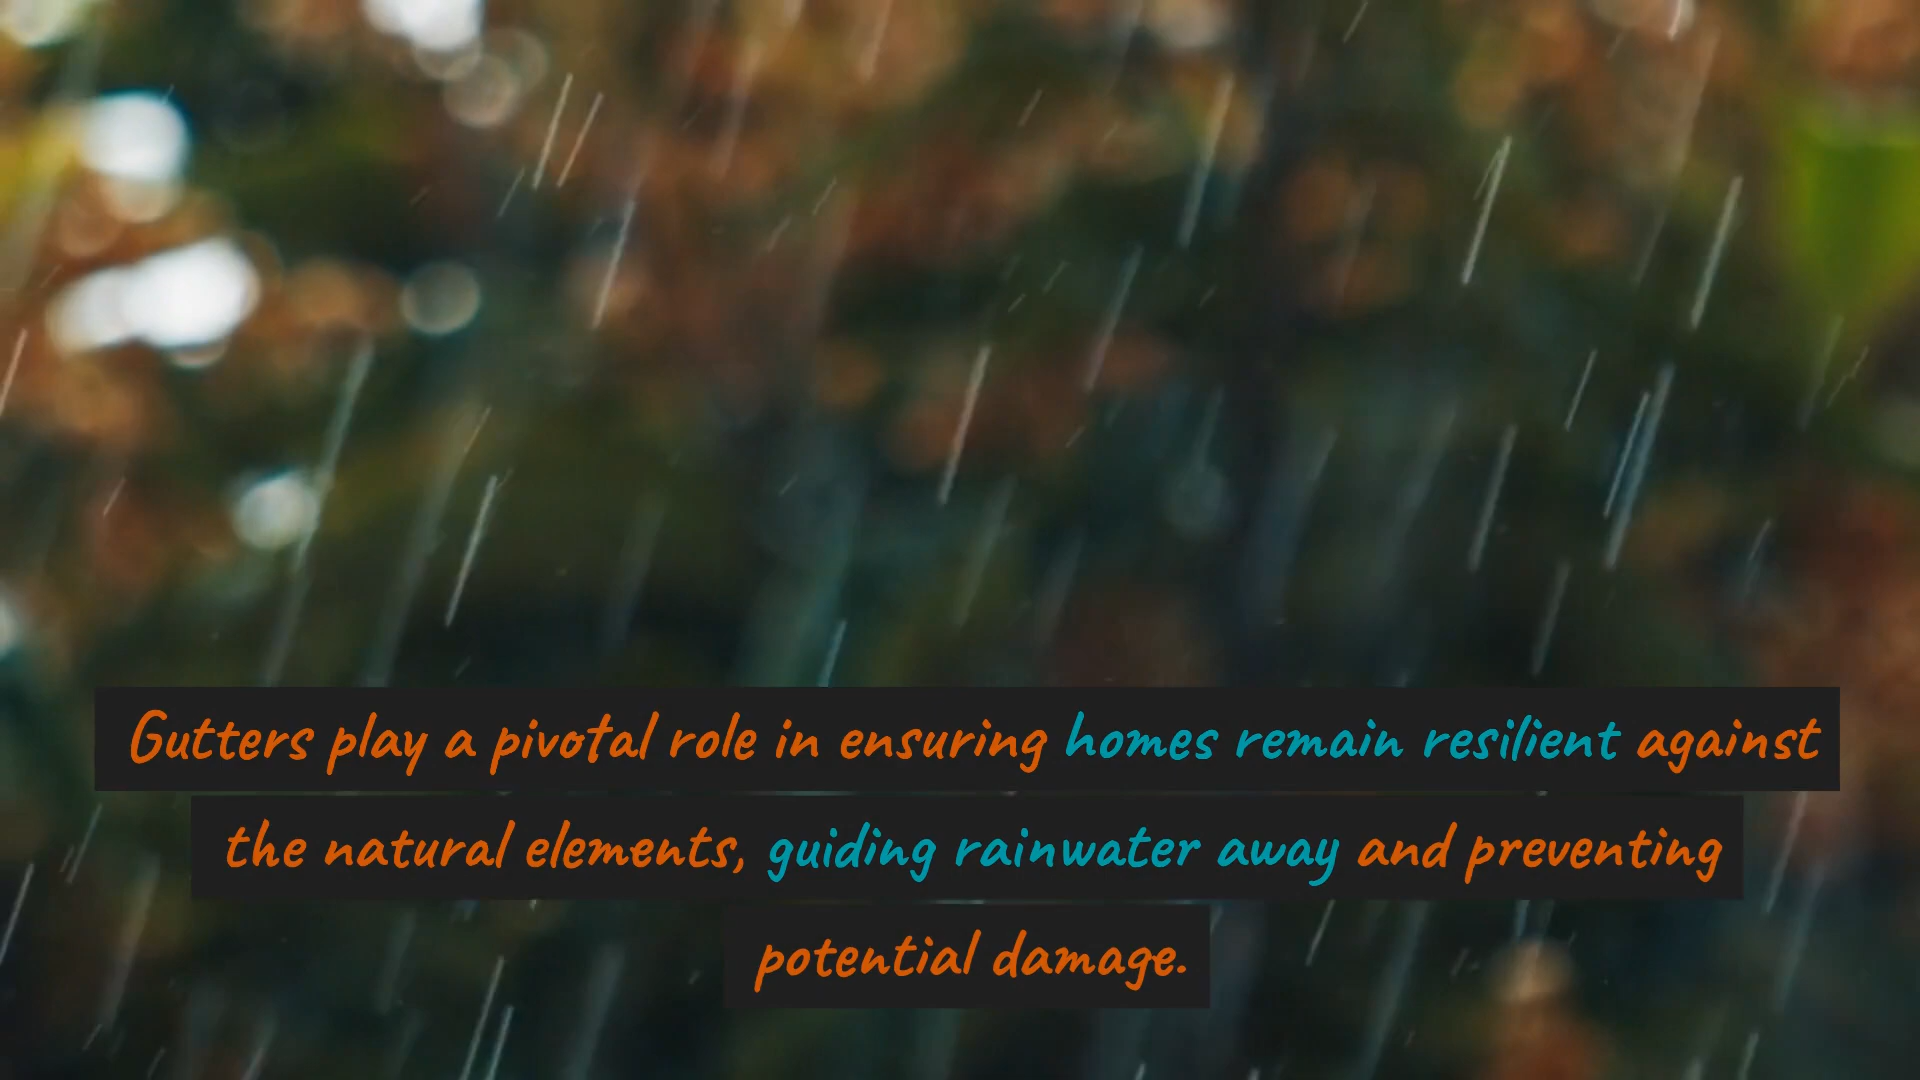 Gutters play a pivotal role in ensuring homes remain resilient against
the natural elements, guiding rainwater away and preventing
potential damage.